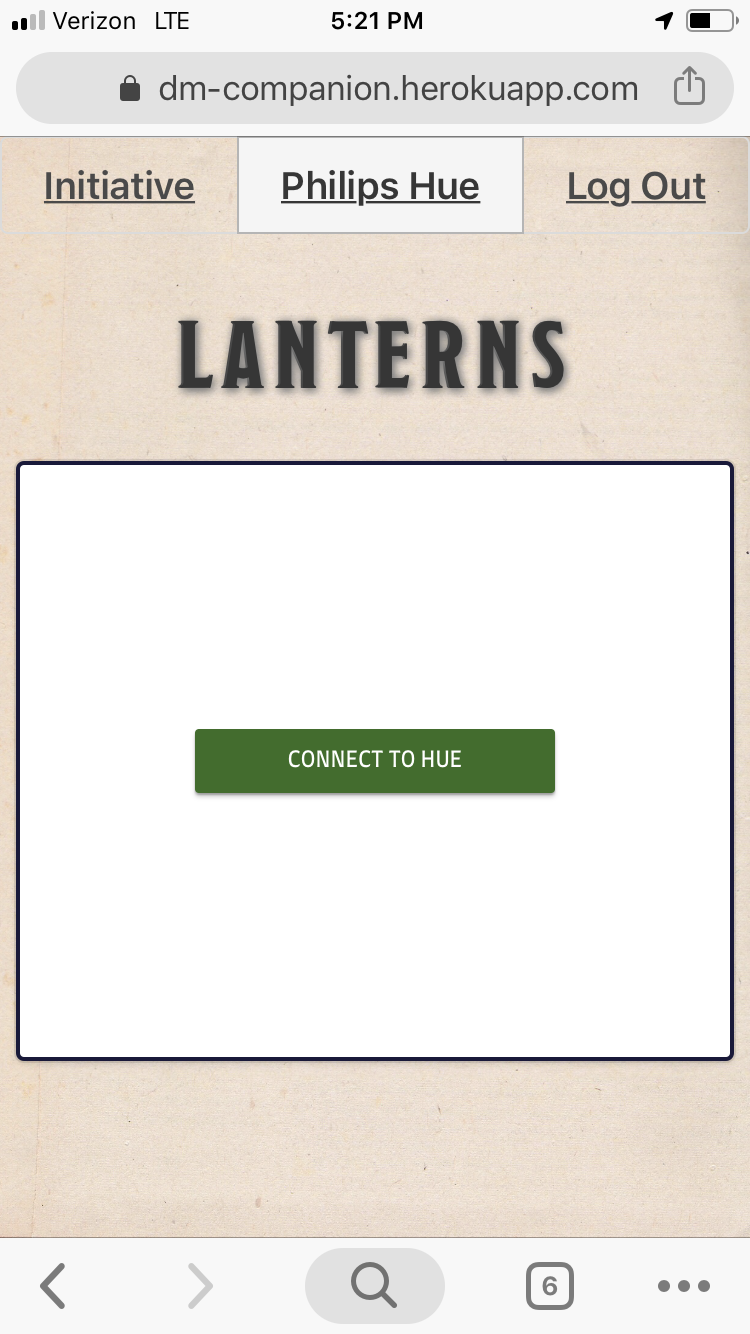 Verizon LTE 5:21 PM
dm-companion.herokuapp.com
Initiative Philips Hue Log Out
LANTERNS
CONNECT TO HUE
6